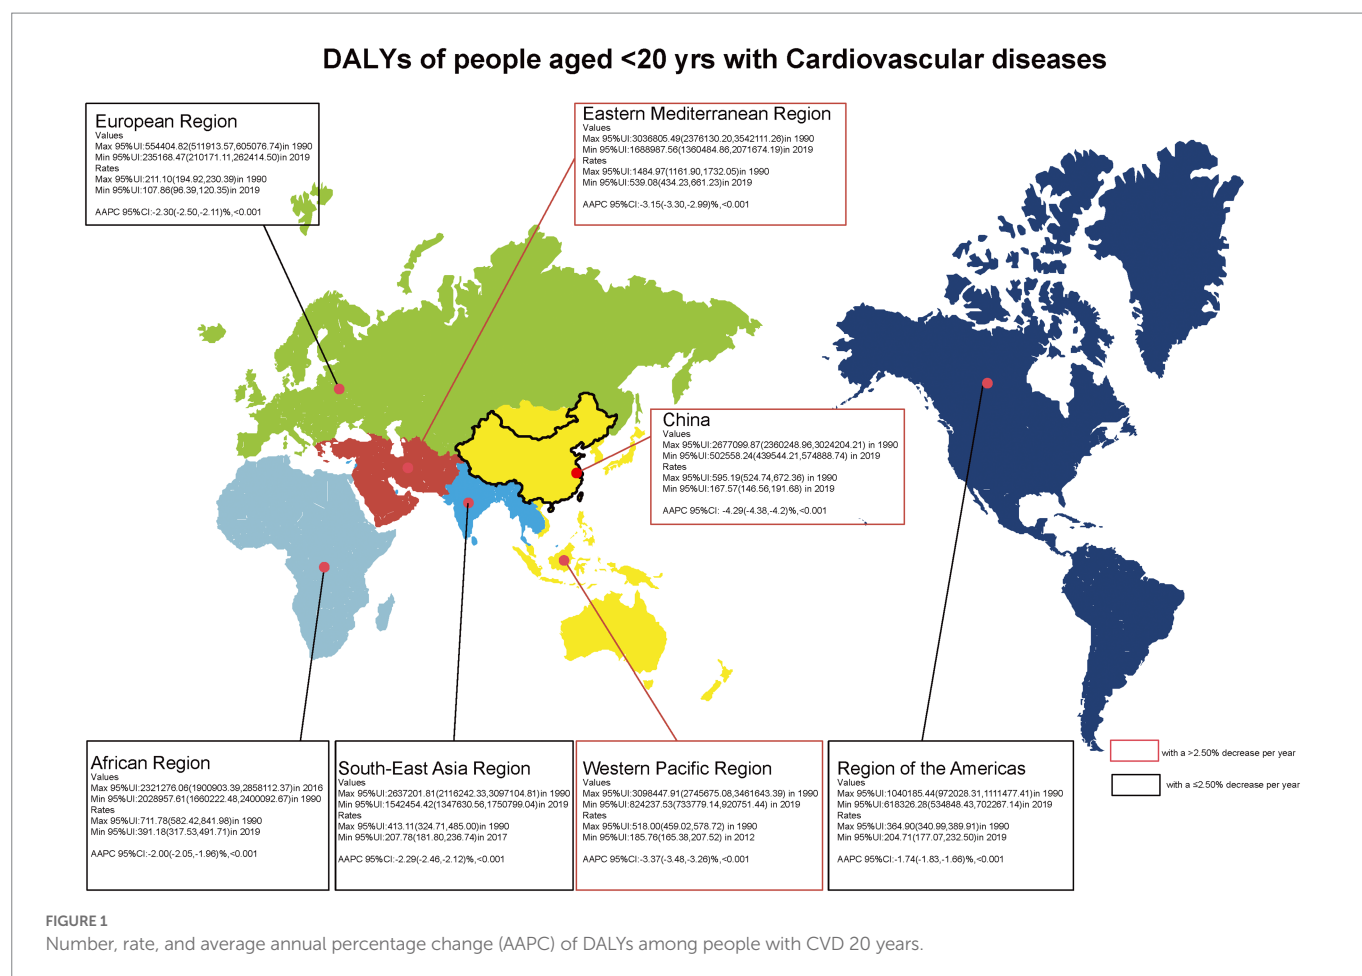 DALYs of people aged <20 yrs with Cardiovascular diseases
European Region
Values
Max 95%UI:554404.82(511913.57,605076.74)in 1990
Min 95%UI:235168.47(210171.11,262414.50)in 2019
Rates
Max 95%UI:211.10(194.92,230.39)in 1990
Min 95%UI:107.86(96.39,120.35)in 2019
AAPC 95%CI:-2.30(-2.50,-2.11)%,<0.001
Eastern Mediterranean Region
Values
Max 95%UI:3036805.49(2376130.20,3542111.26)in 1990
Min 95%UI:1688987.56(1360484.86,2071674.19)in 2019
Rates
Max 95%UI:1484.97(1161.90,1732.05)in 1990
Min 95%UI:539.08(434.23,661.23)in 2019
AAPC 95%CI:-3.15(-3.30,-2.99)%,<0.001
China
Values
Max 95%UI:2677099.87(2360248.96,3024204.21) in 1990
Min 95%UI:502558.24(439544.21,574888.74) in 2019
Rates
Max 95%UI:595.19(524.74,672.36) in 1990
Min 95%UI:167.57(146.56,191.68) in 2019
AAPC 95%CI: -4.29(-4.38,-4.2)%,<0.001
African Region
Values
Max 95%UI:2321276.06(1900903.39,2858112.37)in 2016
Min 95%UI:2028957.61(1660222.48,2400092.67)in 1990
Rates
Max 95%UI:711.78(582.42,841.98)in 1990
Min 95%UI:391.18(317.53,491.71)in 2019
AAPC 95%CI:-2.00(-2.05,-1.96)%,<0.001
South-East Asia Region
Values
Max 95%UI:2637201.81(2116242.33,3097104.81)in 1990
Min 95%UI:1542454.42(1347630.56,1750799.04)in 2019
Rates
Max 95%UI:413.11(324.71,485.00)in 1990
Min 95%UI:207.78(181.80,236.74)in 2017
AAPC 95%CI:-2.29(-2.46,-2.12)%,<0.001
Western Pacific Region
Values
Max 95%UI:3098447.91(2745675.08,3461643.39)in 1990
Min 95%UI:824237.53(733779.14,920751.44)in 2019
Rates
Max 95%UI:518.00(459.02,578.72)in 1990
Min 95%UI:185.76(165.38,207.52)in 2012
AAPC 95%CI:-3.37(-3.48,-3.26)%,<0.001
Region of the Americas
Values
Max 95%UI:1040185.44(972028.31,1111477.41)in 1990
Min 95%UI:618326.28(534848.43,702267.14)in 2019
Rates
Max 95%UI:364.90(340.99,389.91)in 1990
Min 95%UI:204.71(177.07,232.50)in 2019
AAPC 95%CI:-1.74(-1.83,-1.66)%,<0.001
with a >2.50% decrease per year
with a ≤2.50% decrease per year
FIGURE 1
Number, rate, and average annual percentage change (AAPC) of DALYs among people with CVD 20 years.